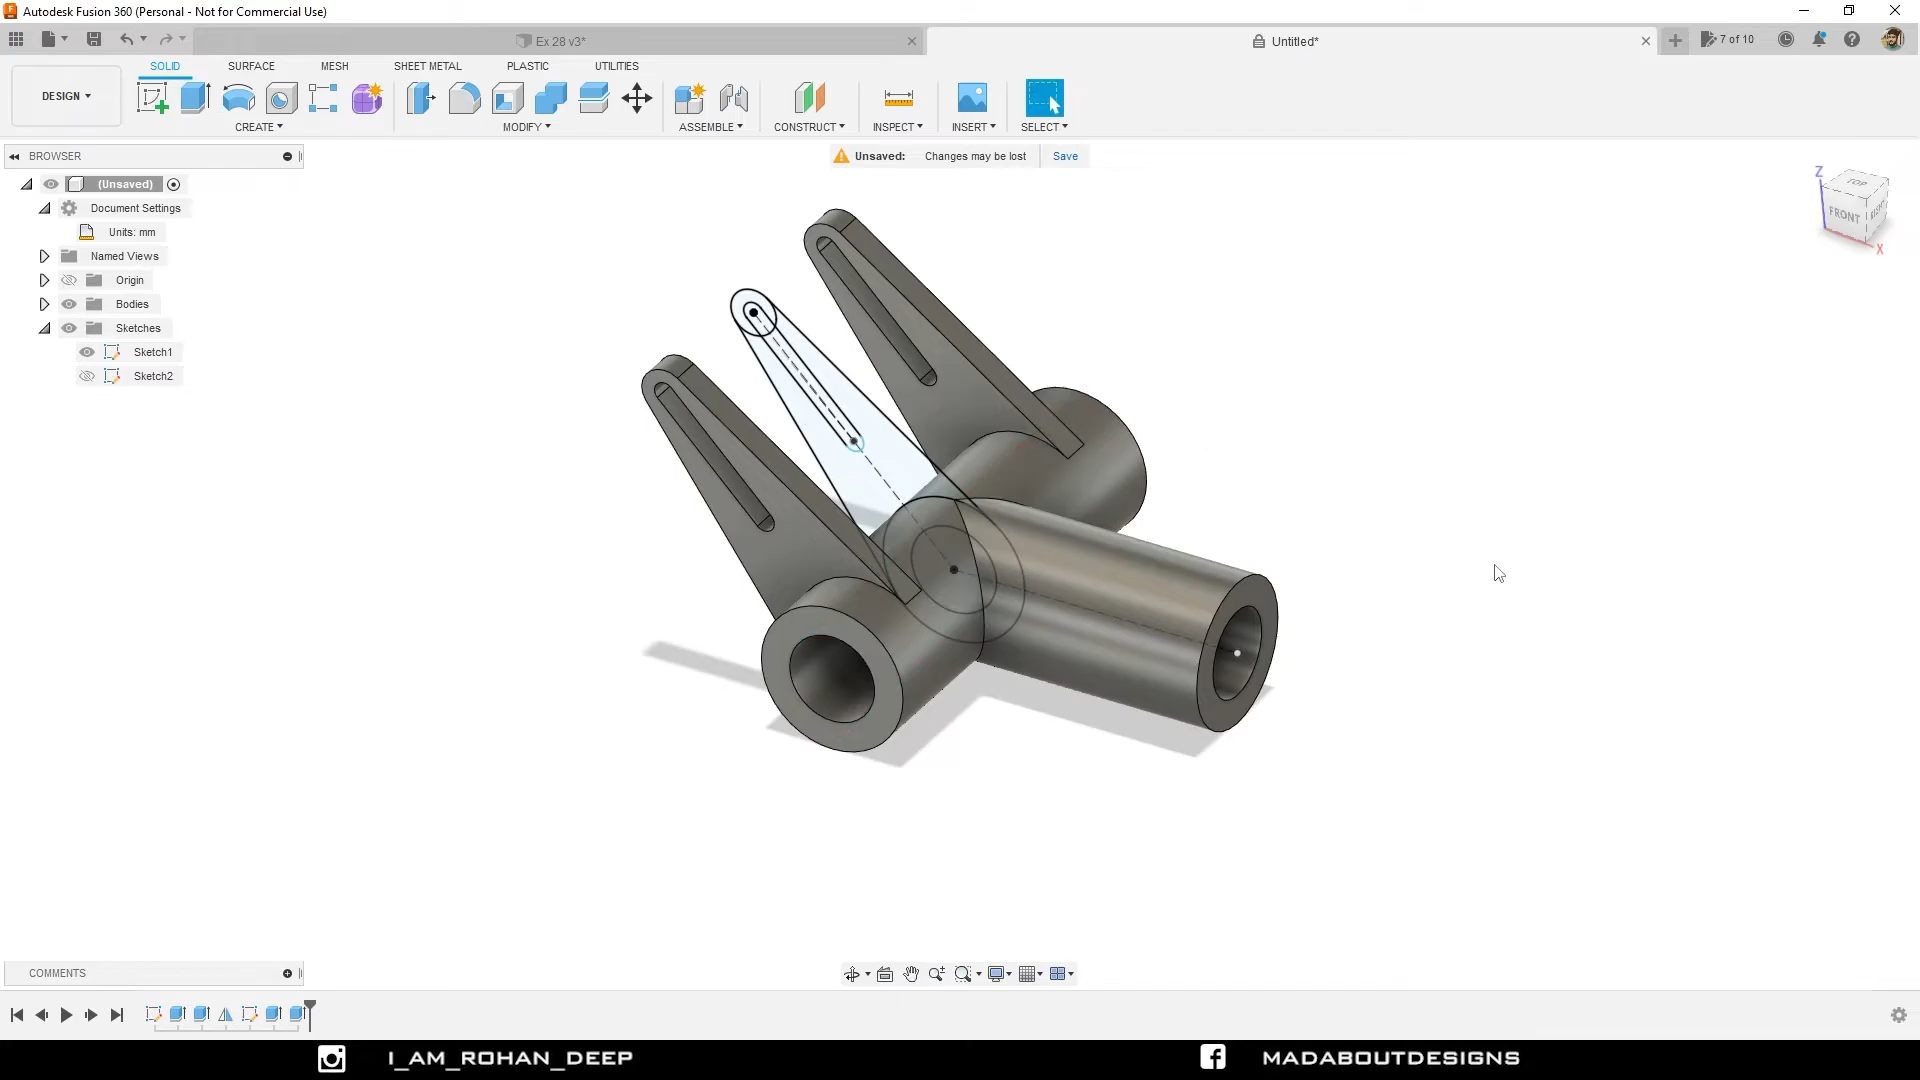 Autodesk Fusion 360 (Personal - Not for Commercial Use)
Ex 28 v3*
Untitled*
7 of 10
DESIGN
SOLID
SURFACE
MESH
SHEET METAL
PLASTIC
UTILITIES
CREATE
MODIFY
ASSEMBLE
CONSTRUCT
INSPECT
INSERT
SELECT
BROWSER
Unsaved: Changes may be lost
Save
(Unsaved)
Document Settings
Units: mm
Named Views
Origin
Bodies
Sketches
Sketch1
Sketch2
Z
TOP
FRONT
RIGHT
X
COMMENTS
I_AM_ROHAN_DEEP
MADABOUTDESIGNS